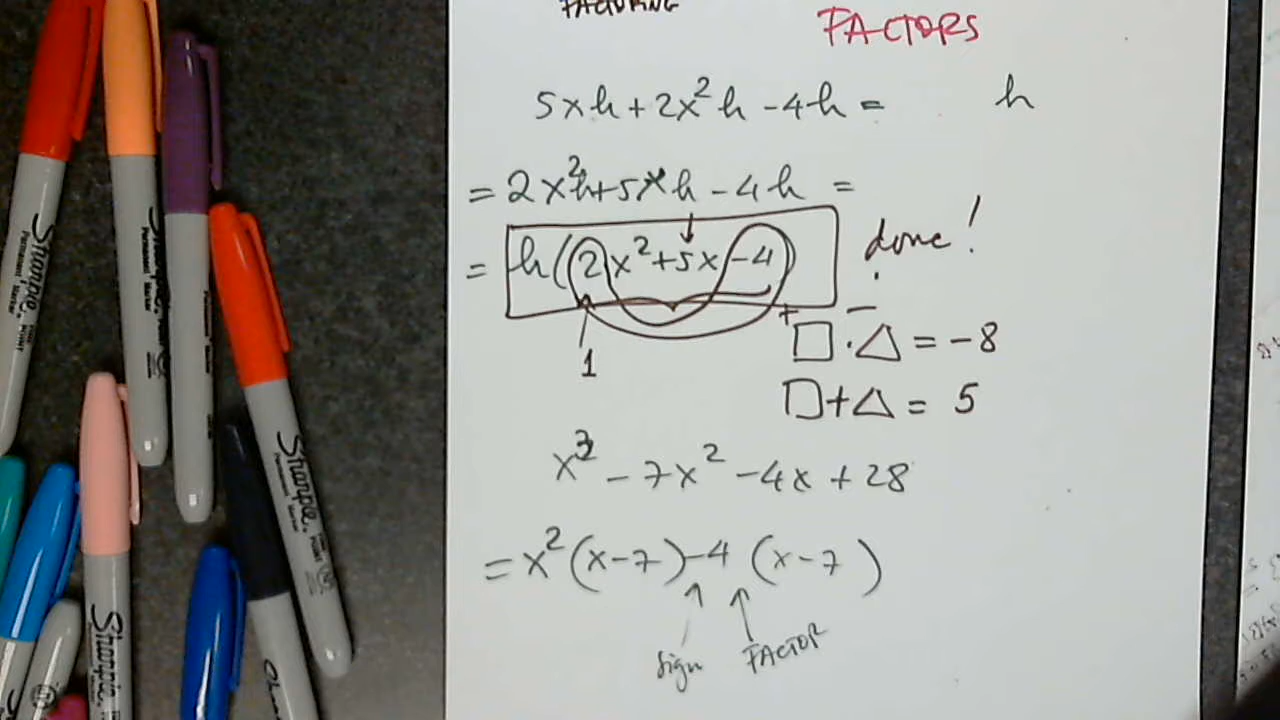 FACTORING
FACTORS
5xh + 2x²h - 4h =
h
= 2x²h + 5xh - 4h =
= h(2x² + 5x - 4)
done!
1
+ -
□ · △ = -8
□ + △ = 5
x³ - 7x² - 4x + 28
= x²(x-7) -4 (x-7)
sign FACTOR
Sharpie
Sharpie
Sharpie
Sharpie